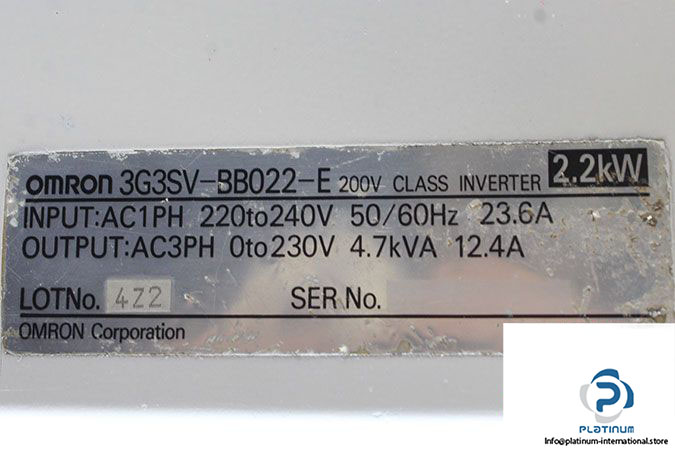 OMRON 3G3SV-BB022-E 200V CLASS INVERTER 2.2kW
INPUT:AC1PH 220to240V 50/60Hz 23.6A
OUTPUT:AC3PH 0to230V 4.7kVA 12.4A
LOTNo. 4Z2 SER No.
OMRON Corporation
PLATINUM
Info@platinum-international.store